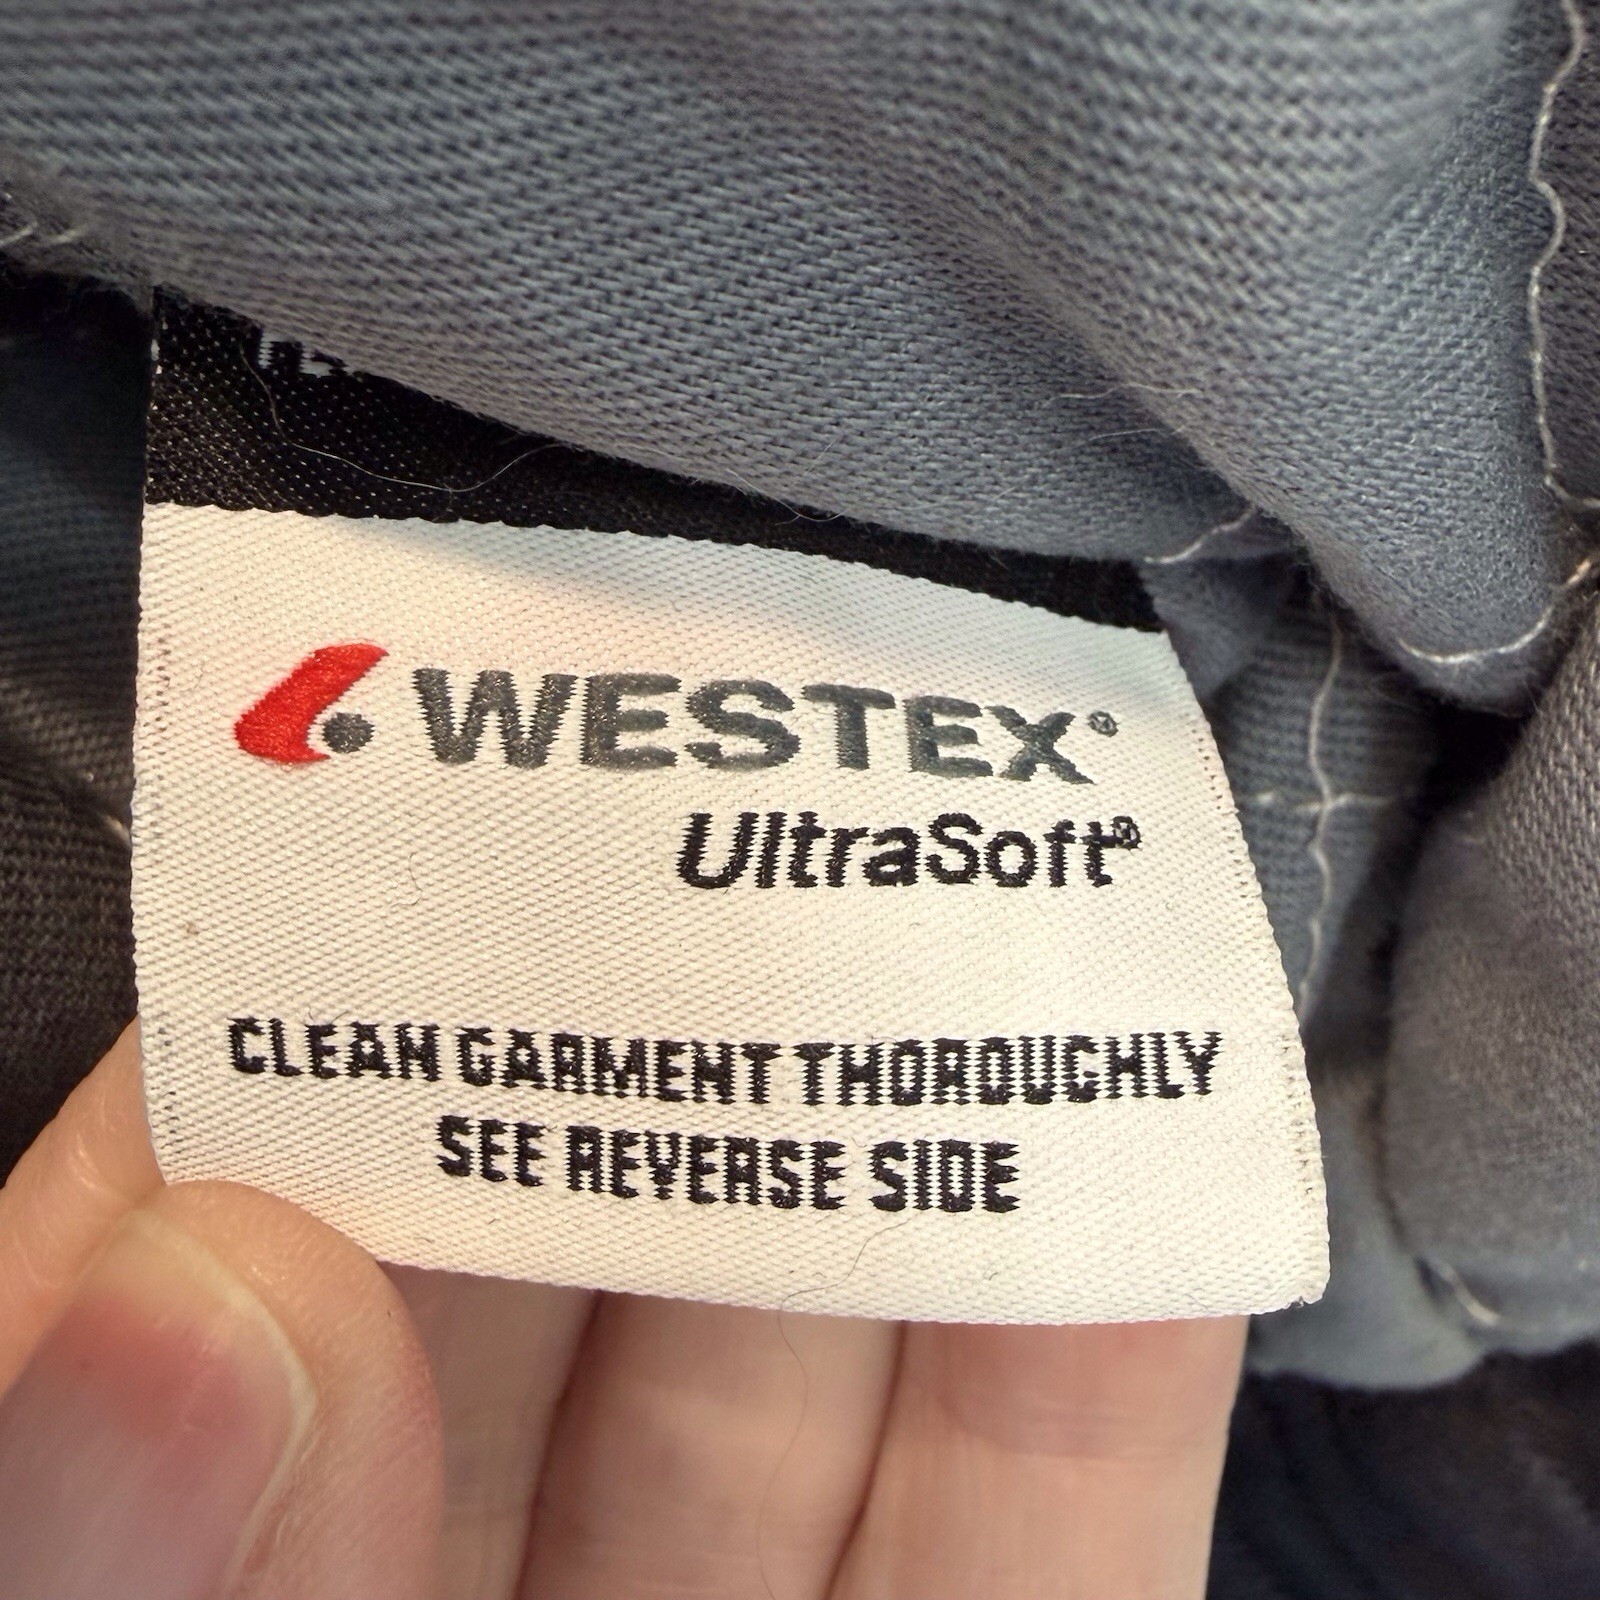 WESTEX®
UltraSoft®
CLEAN GARMENT THOROUGHLY
SEE REVERSE SIDE